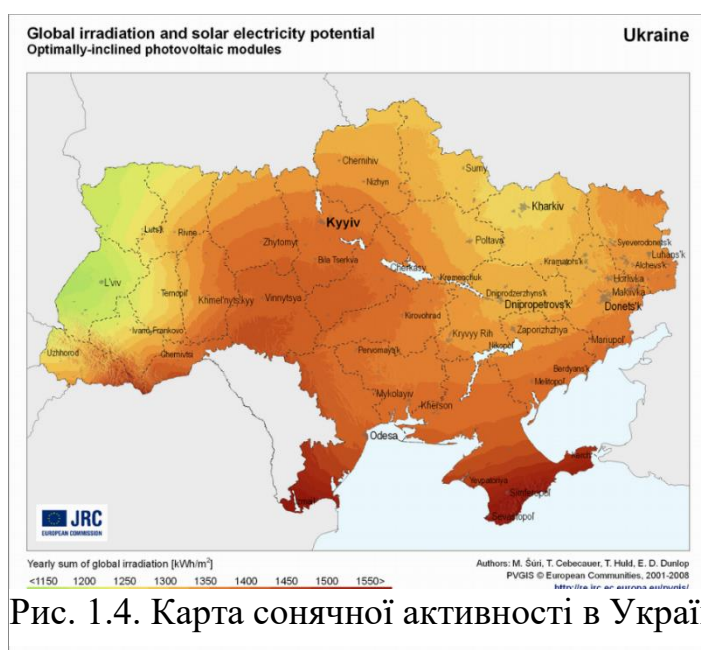 Global irradiation and solar electricity potential
Optimally-inclined photovoltaic modules
Ukraine
Chernihiv
Nizhyn
Sumy
Kharkiv
Luts'k
Rivne
Kyyiv
Zhytomyr
Poltava
Syeverodonets'k
L'viv
Bila Tserkva
Cherkasy
Kremenchuk
Kramators'k
Luhans'k
Alchevs'k
Ternopil'
Khmel'nyts'kyy
Vinnytsya
Dniprodzerzhyns'k
Horlivka
Makiivka
Dnipropetrovs'k
Donets'k
Ivano-Frankovo
Kirovohrad
Uzhhorod
Chernivtsi
Kryvyy Rih
Zaporizhzhya
Nikopol'
Mariupol'
Pervomays'k
Berdyans'k
Melitopol'
Mykolayiv
Kherson
Odesa
Kerch
Yevpatoriya
Simferopol'
Izmayil
Sevastopol'
JRC
EUROPEAN COMMISSION
Yearly sum of global irradiation [kWh/m²]
<1150 1200 1250 1300 1350 1400 1450 1500 1550>
Authors: M. Šúri, T. Cebecauer, T. Huld, E. D. Dunlop
PVGIS © European Communities, 2001-2008
http://re.jrc.ec.europa.eu/pvgis/
Рис. 1.4. Карта сонячної активності в Украї